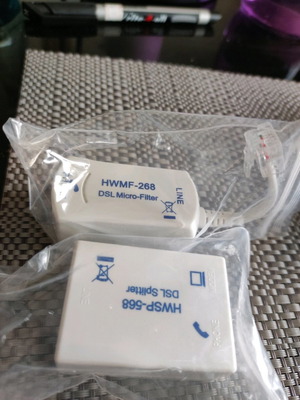 HWMF-268
DSL Micro-Filter
LINE
HWSP-568
DSL Splitter